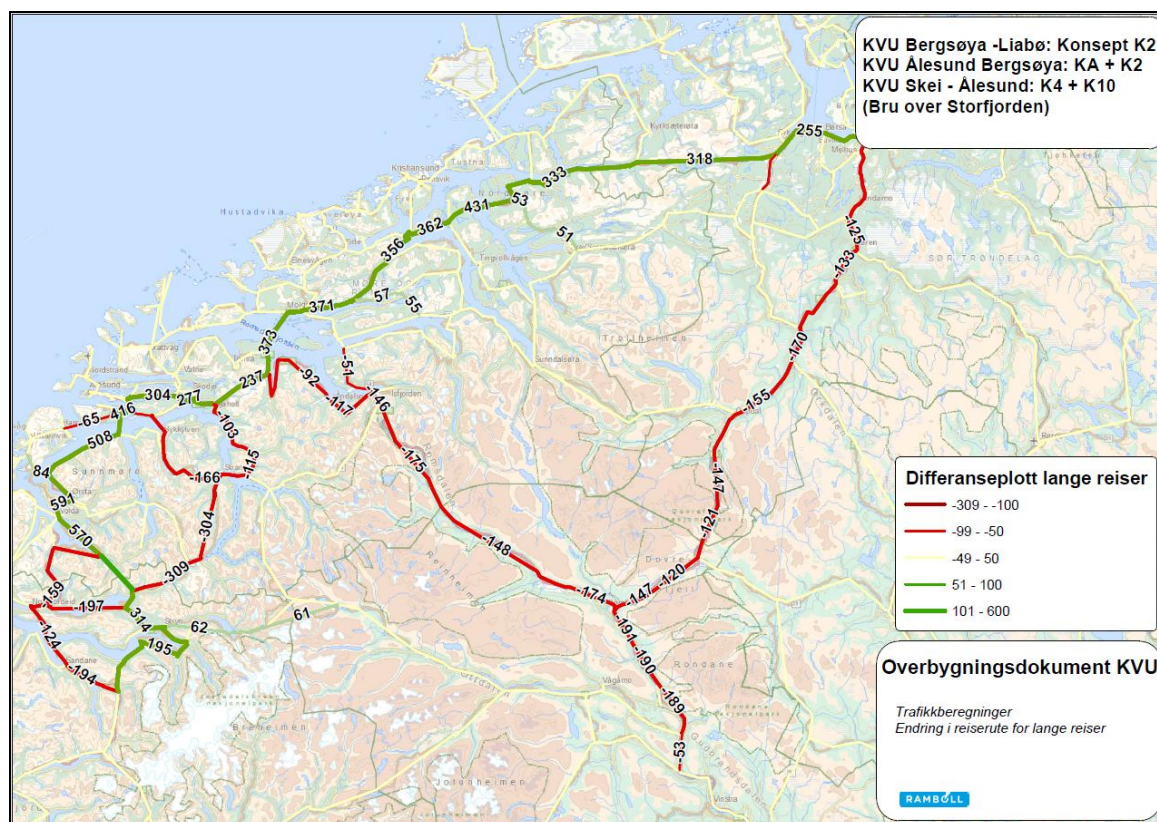 KVU Bergsøya -Liabø: Konsept K2
KVU Ålesund Bergsøya: KA + K2
KVU Skei - Ålesund: K4 + K10
(Bru over Storfjorden)
255
318
333
53
431
362
356
51
57
55
371
373
237
277
304
416
-65
508
84
591
570
314
62
195
61
-92
-117
-51
-146
-175
-148
-174
-103
-115
-166
-304
-309
-159
-197
-124
-194
-125
-133
-170
-155
-147
-121
-120
-147
-191
-190
-189
-53
Kyrksæterøra
Kristiansund
Tustna
Hustadvika
Tingvollvågen
Sunndalsøra
Trollheimen
SØR TRØNDELAG
Sunnmøre
Reinheimen
Dovre
Rondane
Vågåmo
Breheimen
Jotunheimen
Vinstra
Differanseplott lange reiser
-309 - -100
-99 - -50
-49 - 50
51 - 100
101 - 600
Overbygningsdokument KVU
Trafikkberegninger
Endring i reiserute for lange reiser
RAMBOLL